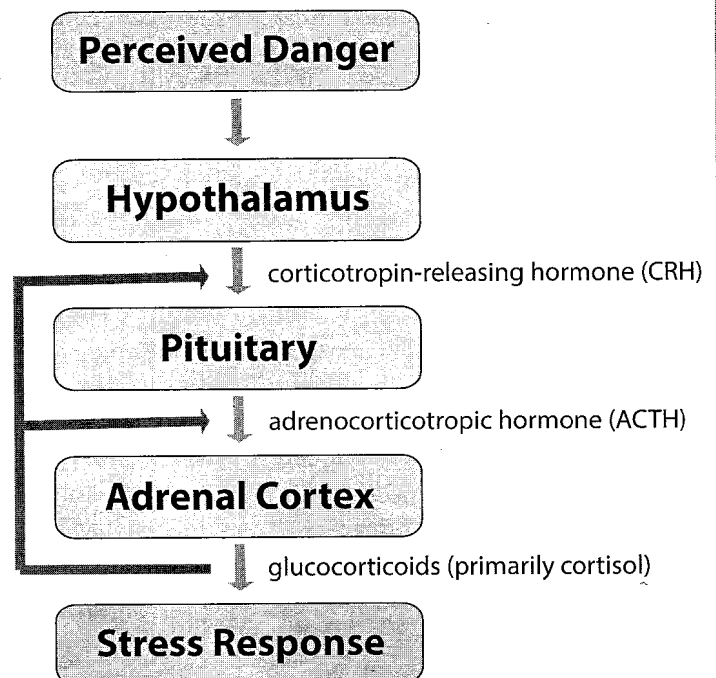 Perceived Danger
Hypothalamus
corticotropin-releasing hormone (CRH)
Pituitary
adrenocorticotropic hormone (ACTH)
Adrenal Cortex
glucocorticoids (primarily cortisol)
Stress Response